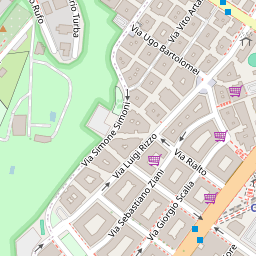 Rufo
Turba
Via Vito Arta
Via Ugo Bartolomei
Via Simone Simoni
Via Luigi Rizzo
Via Rialto
Via Sebastiano Ziani
Via Giorgio Scalia